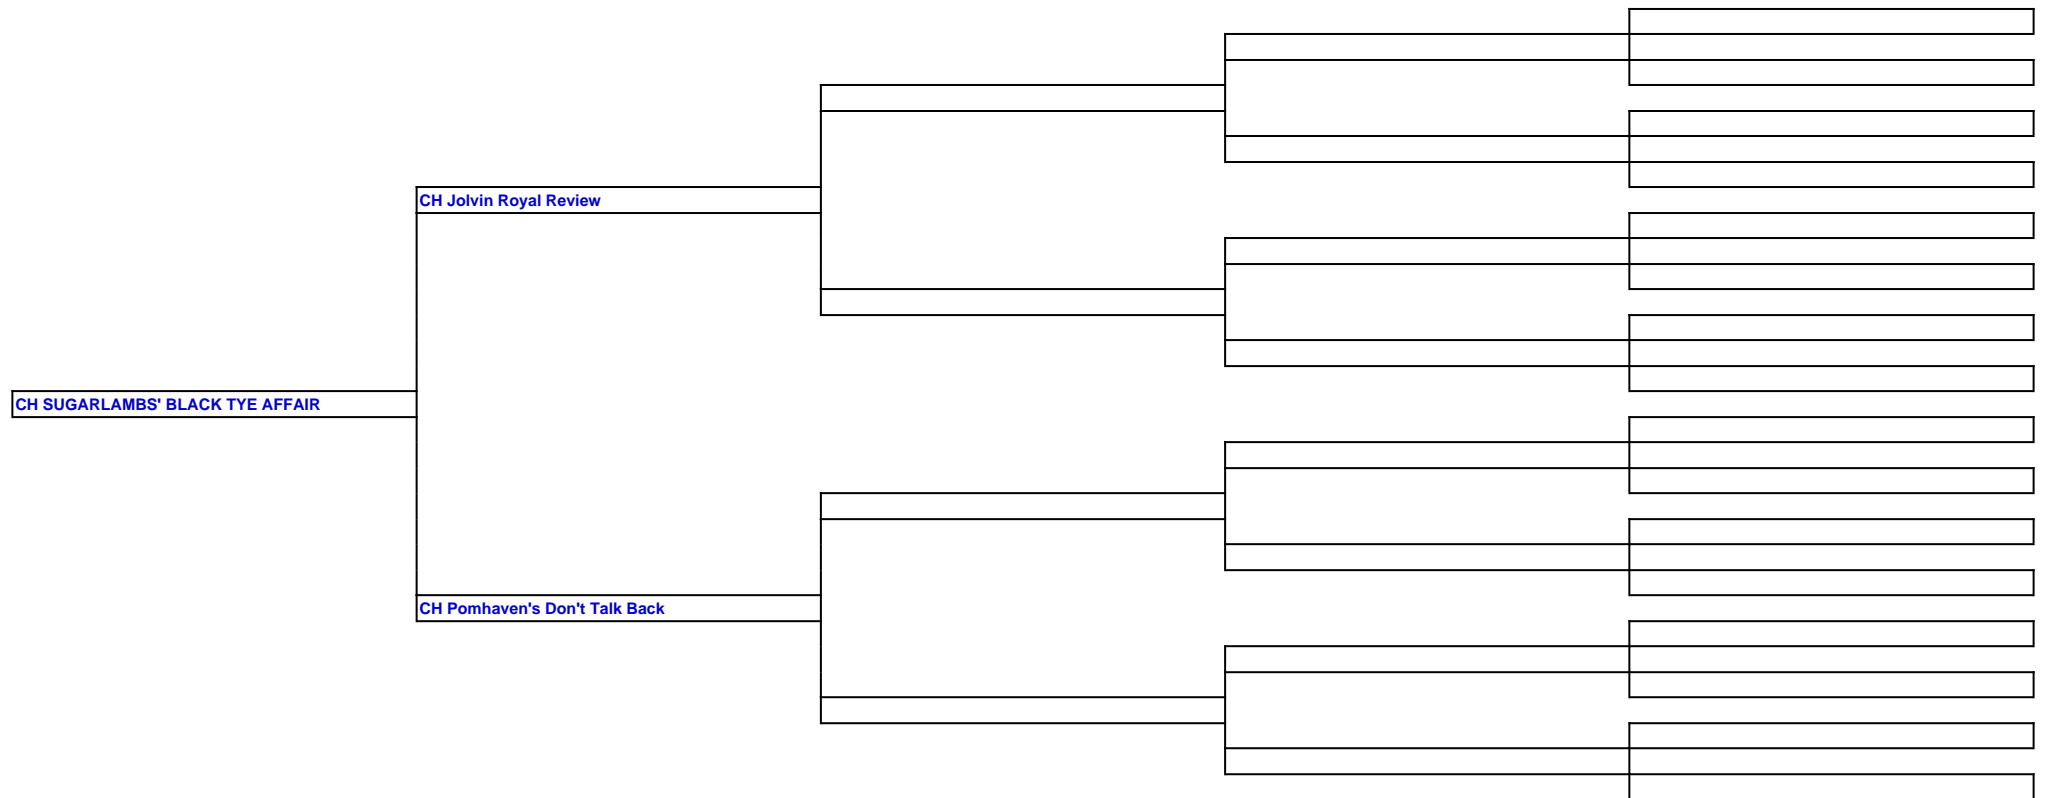 CH Jolvin Royal Review
CH SUGARLAMBS' BLACK TYE AFFAIR
CH Pomhaven's Don't Talk Back